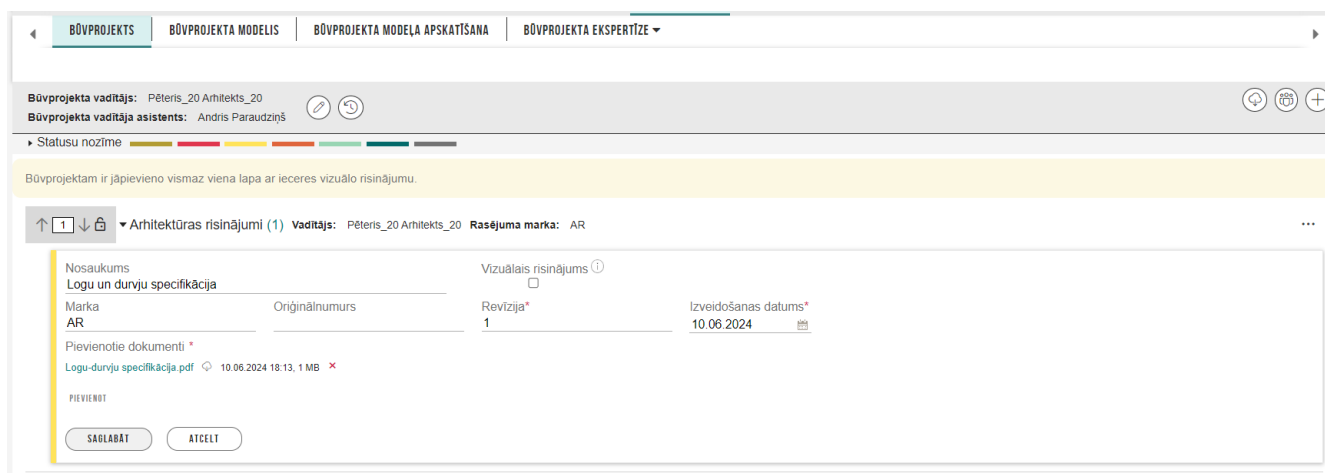 BŪVPROJEKTS BŪVPROJEKTA MODELIS BŪVPROJEKTA MODEĻA APSKATĪŠANA BŪVPROJEKTA EKSPERTĪZE
Būvprojekta vadītājs: Pēteris_20 Arhitekts_20
Būvprojekta vadītāja asistents: Andris Paraudziņš
Statusu nozīme
Būvprojektam ir jāpievieno vismaz viena lapa ar ieceres vizuālo risinājumu.
1 Arhitektūras risinājumi (1) Vadītājs: Pēteris_20 Arhitekts_20 Rasējuma marka: AR ...
Nosaukums Vizuālais risinājums
Logu un durvju specifikācija
Marka Oriģinālnumurs Revīzija* Izveidošanas datums*
AR 1 10.06.2024
Pievienotie dokumenti *
Logu-durvju specifikācija.pdf 10.06.2024 18:13, 1 MB ×
PIEVIENOT
SAGLABĀT ATCELT